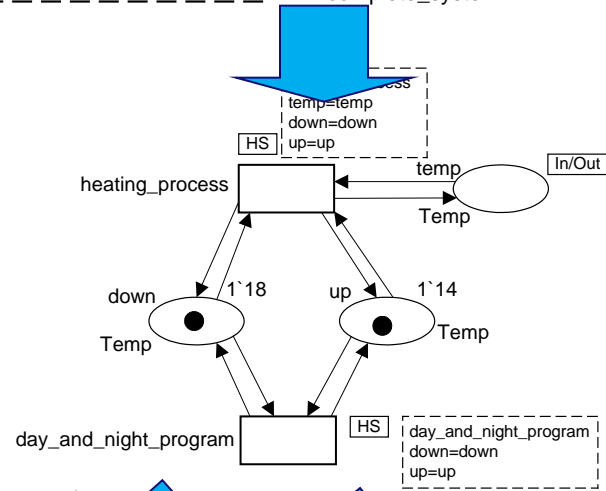 temp=temp
down=down
up=up
HS
In/Out
temp
heating_process
Temp
down
1`18
up
1`14
Temp
Temp
day_and_night_program
HS
day_and_night_program
down=down
up=up